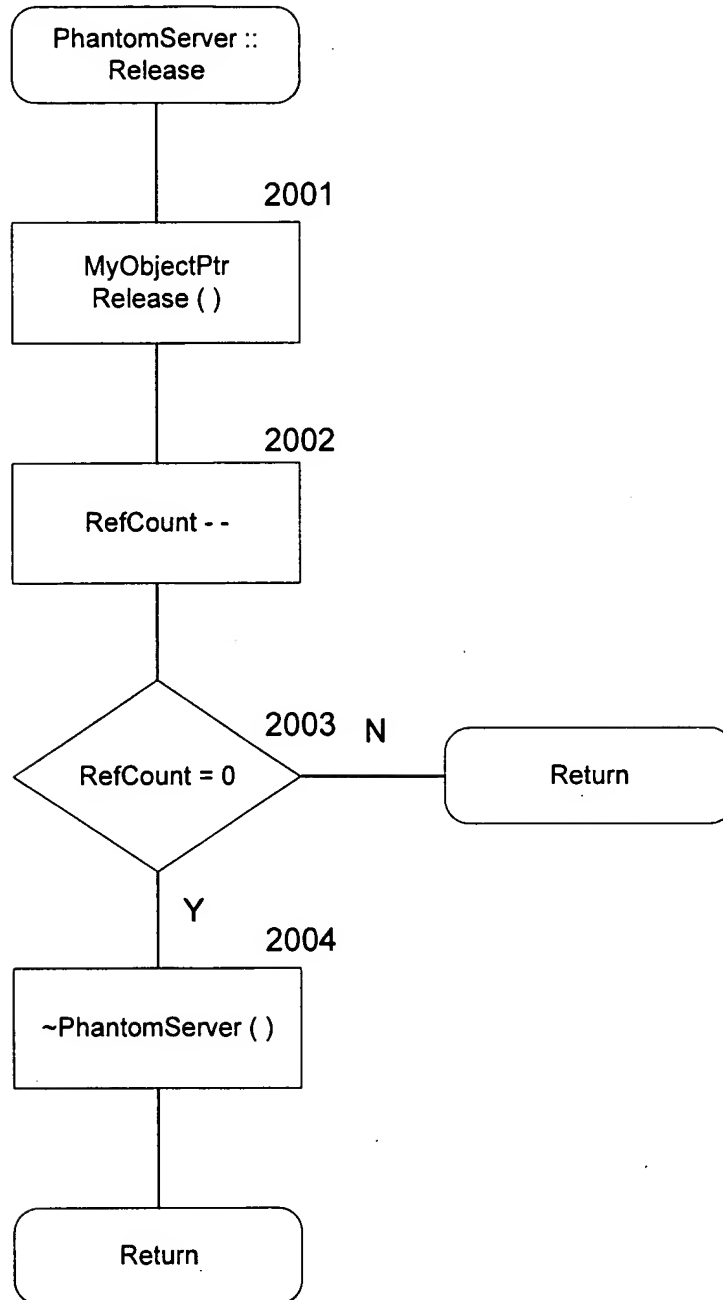 PhantomServer ::
Release
2001
MyObjectPtr
Release ( )
2002
RefCount - -
2003
N
RefCount = 0
Return
Y
2004
~PhantomServer ( )
Return